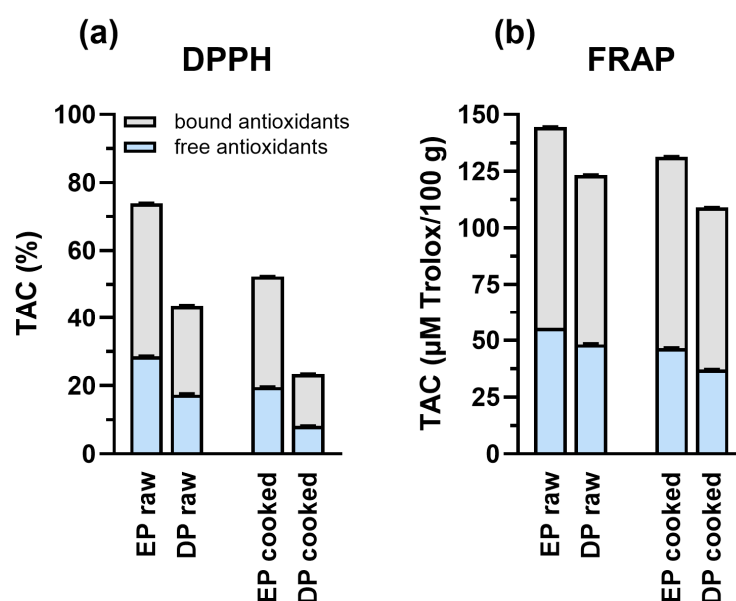 (a)
DPPH
TAC (%)
100
80
60
40
20
0
bound antioxidants
free antioxidants
EP raw
DP raw
EP cooked
DP cooked
(b)
FRAP
TAC (µM Trolox/100 g)
150
125
100
75
50
25
0
EP raw
DP raw
EP cooked
DP cooked